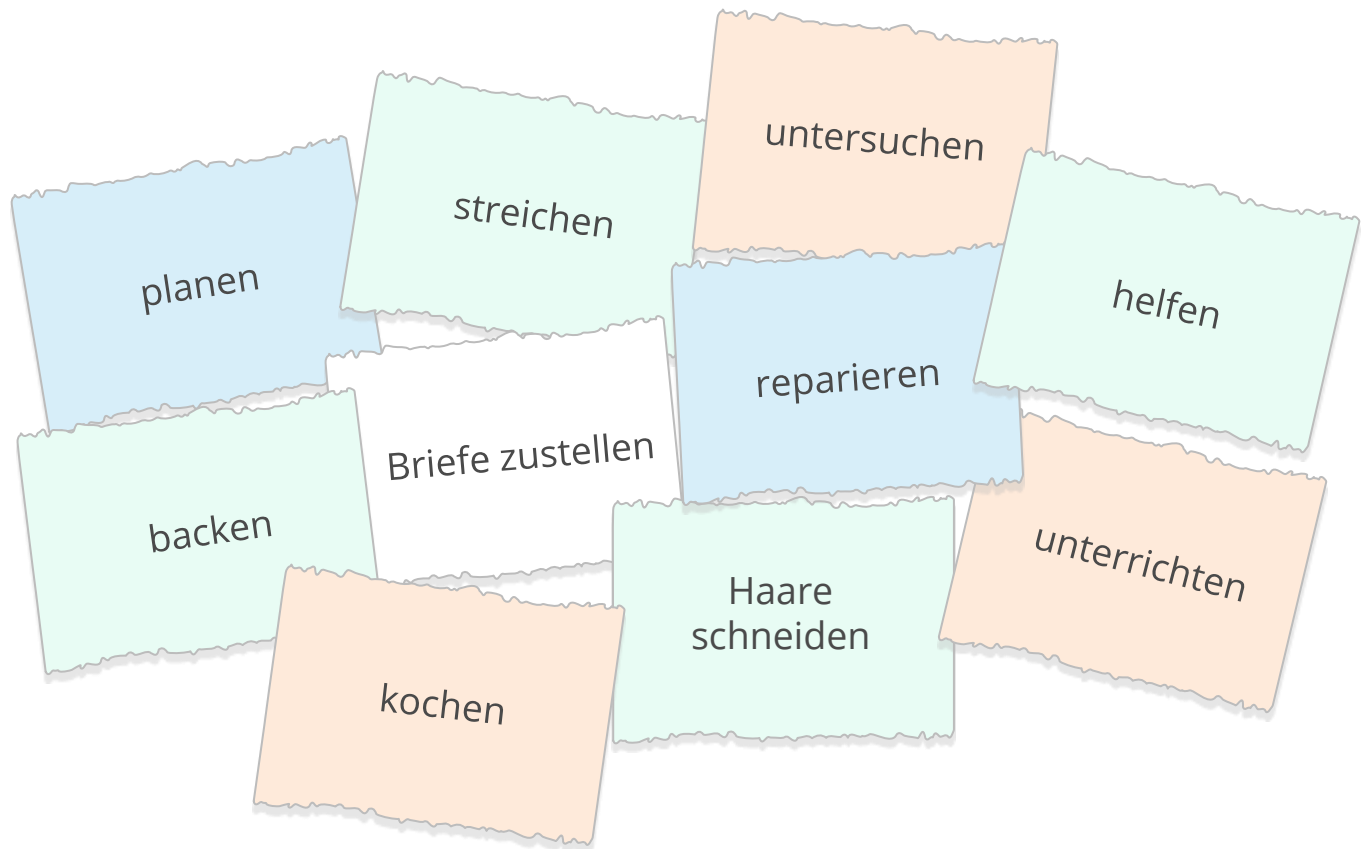 untersuchen
streichen
planen
helfen
reparieren
Briefe zustellen
backen
unterrichten
Haare
schneiden
kochen